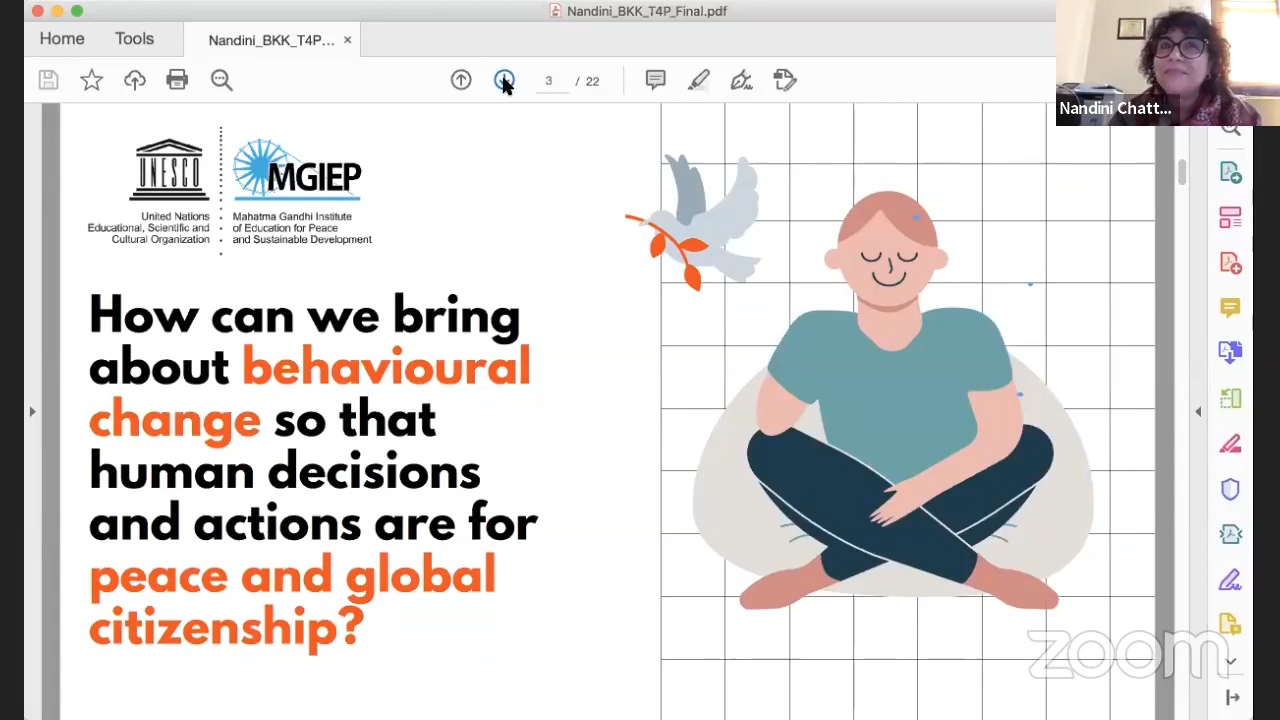 Nandini_BKK_T4P_Final.pdf
Home
Tools
Nandini_BKK_T4P...
×
3
/ 22
Nandini Chatt...
UNESCO
MGIEP
United Nations
Educational, Scientific and
Cultural Organization
Mahatma Gandhi Institute
of Education for Peace
and Sustainable Development
How can we bring
about behavioural
change so that
human decisions
and actions are for
peace and global
citizenship?
zoom